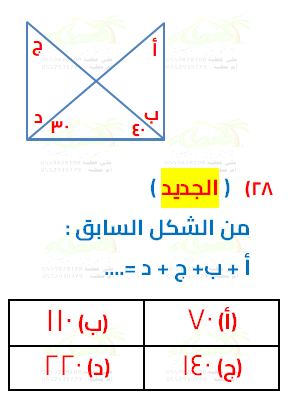 ج أ
د ٣٠ ٤٠ ب
٢٨) ( الجديد )
من الشكل السابق :
أ + ب+ ج + د =....
(أ) ٧٠ (ب) ١١٠
(ج) ١٤٠ (د) ٢٢٠